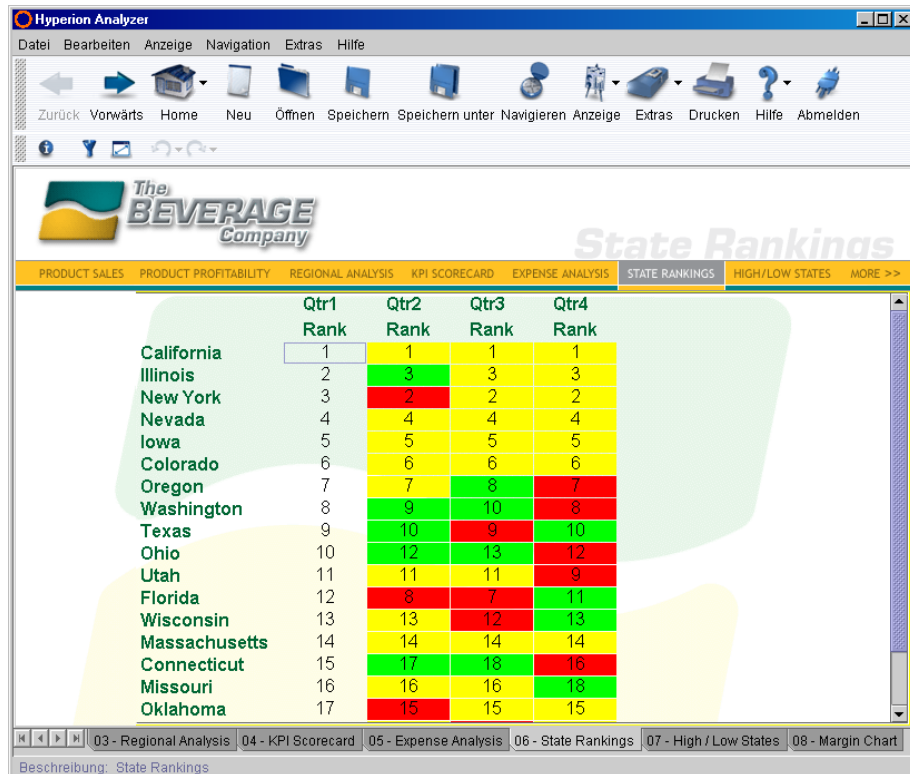 Hyperion Analyzer
Datei Bearbeiten Anzeige Navigation Extras Hilfe
Zurück Vorwärts Home Neu Öffnen Speichern Speichern unter Navigieren Anzeige Extras Drucken Hilfe Abmelden
The
BEVERAGE
Company
State Rankings
PRODUCT SALES PRODUCT PROFITABILITY REGIONAL ANALYSIS KPI SCORECARD EXPENSE ANALYSIS STATE RANKINGS HIGH/LOW STATES MORE >>
Qtr1 Qtr2 Qtr3 Qtr4
Rank Rank Rank Rank
California 1 1 1 1
Illinois 2 3 3 3
New York 3 2 2 2
Nevada 4 4 4 4
Iowa 5 5 5 5
Colorado 6 6 6 6
Oregon 7 7 8 7
Washington 8 9 10 8
Texas 9 10 9 10
Ohio 10 12 13 12
Utah 11 11 11 9
Florida 12 8 7 11
Wisconsin 13 13 12 13
Massachusetts 14 14 14 14
Connecticut 15 17 18 16
Missouri 16 16 16 18
Oklahoma 17 15 15 15
03 - Regional Analysis 04 - KPI Scorecard 05 - Expense Analysis 06 - State Rankings 07 - High / Low States 08 - Margin Chart
Beschreibung: State Rankings